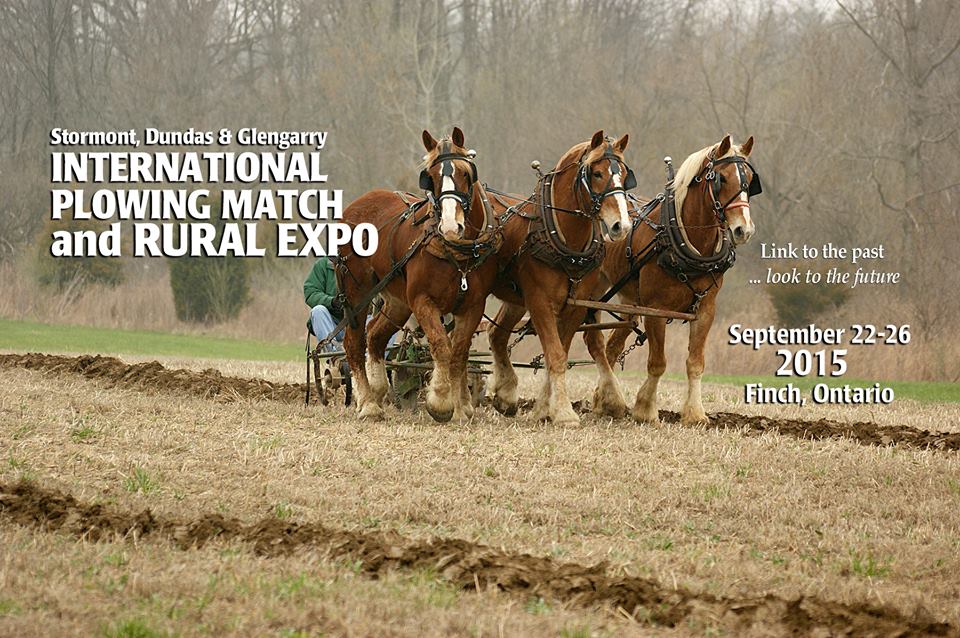 Stormont, Dundas & Glengarry
INTERNATIONAL
PLOWING MATCH
and RURAL EXPO
Link to the past
... look to the future
September 22-26
2015
Finch, Ontario